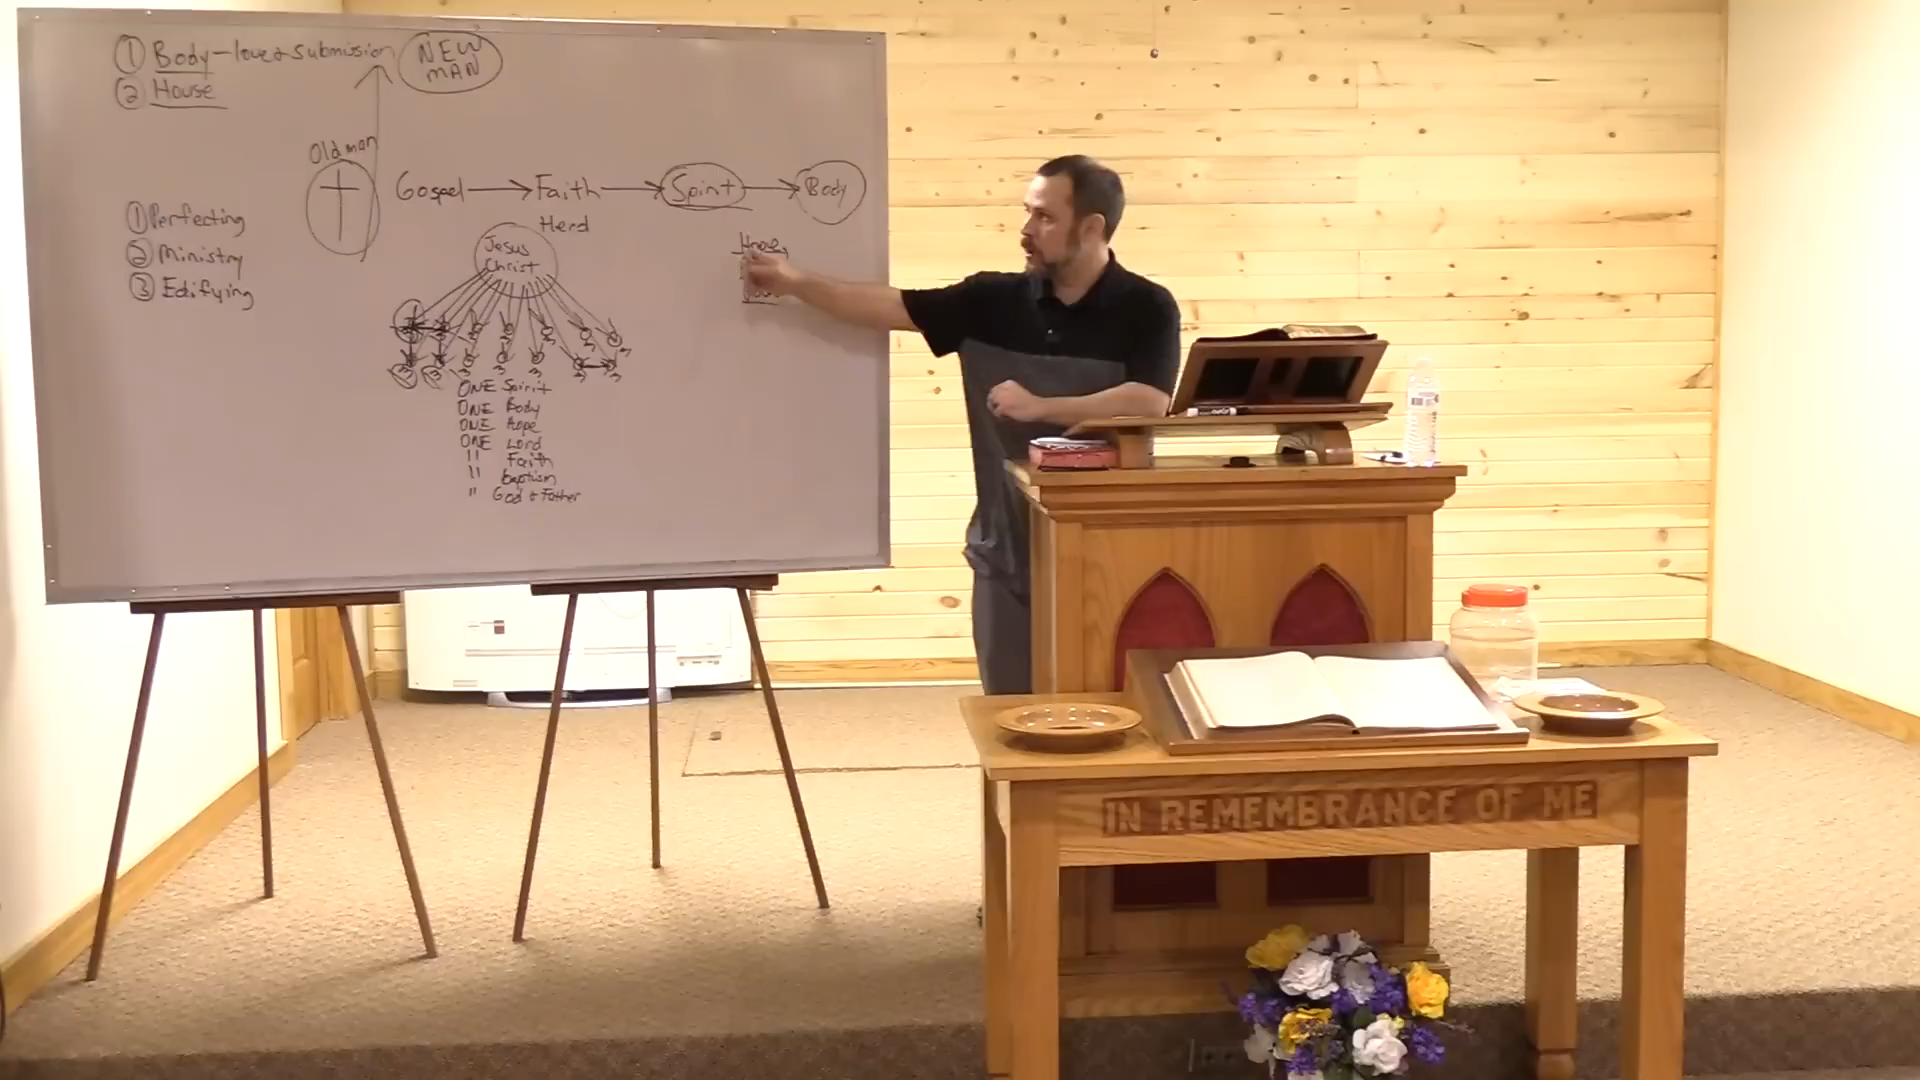 ① Body-love & submission
NEW
MAN
② House
Old man
Gospel → Faith → Spirit → Body
① Perfecting
② Ministry
③ Edifying
Head
Jesus
Christ
ONE Spirit
ONE Body
ONE Hope
ONE Lord
" Faith
" baptism
" God & Father
IN REMEMBRANCE OF ME